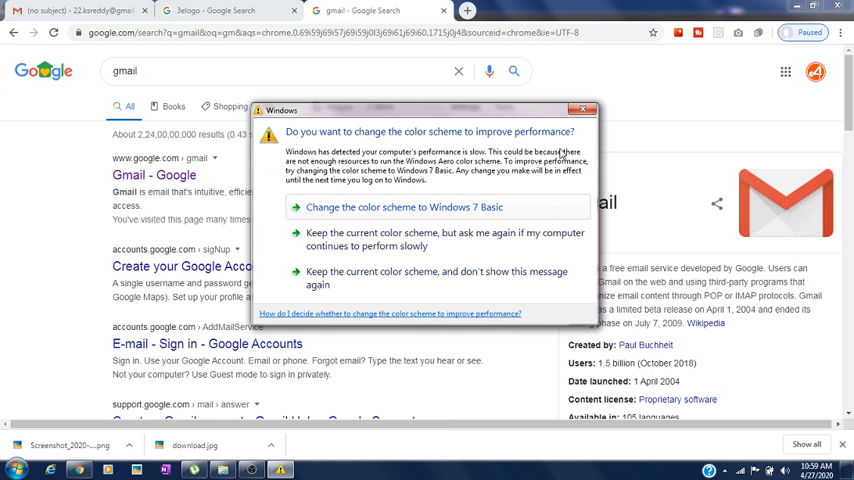 (no subject) - 22.ksreddy@gmail
3elogo - Google Search
gmail - Google Search
google.com/search?q=gmail&oq=gm&aqs=chrome.0.69i59j57j69i59j0l3j69i61j69i60.1715j0j4&sourceid=chrome&ie=UTF-8
Paused
Google
gmail
All
Books
Shopping
About 2,24,00,00,000 results (0.43 s
www.google.com › gmail
Gmail - Google
Gmail is that's intuitive, efficie
access.
You've visited this page many times
accounts.google.com › sigNup
Create your Google Acco
A single username and password ge
Google Maps). Set up your profile a
accounts.google.com › AddMailService
E-mail - Sign in - Google Accounts
Sign in. Use your Google Account. Email or phone. Forgot email? Type the text you hear or see.
Not your computer? Use Guest mode to sign in privately.
support.google.com › mail › answer
Windows
Do you want to change the color scheme to improve performance?
Windows has detected your computer's performance is slow. This could be because there
are not enough resources to run the Windows Aero color scheme. To improve performance,
try changing the color scheme to Windows 7 Basic. Any change you make will be in effect
until the next time you log on to Windows.
Change the color scheme to Windows 7 Basic
Keep the current color scheme, but ask me again if my computer
continues to perform slowly
Keep the current color scheme, and don't show this message
again
How do I decide whether to change the color scheme to improve performance?
ail
a free email service developed by Google. Users can
Gmail on the web and using third-party programs that
nize email content through POP or IMAP protocols.
as a limited beta release on April 1, 2004 and ended its
ting phase on July 7, 2009. Wikipedia
Created by: Paul Buchheit
Users: 1.5 billion (October 2018)
Date launched: 1 April 2004
Content license: Proprietary software
Available in: 105 languages
Screenshot_2020-....png
download.jpg
Show all
10:59 AM
4/27/2020